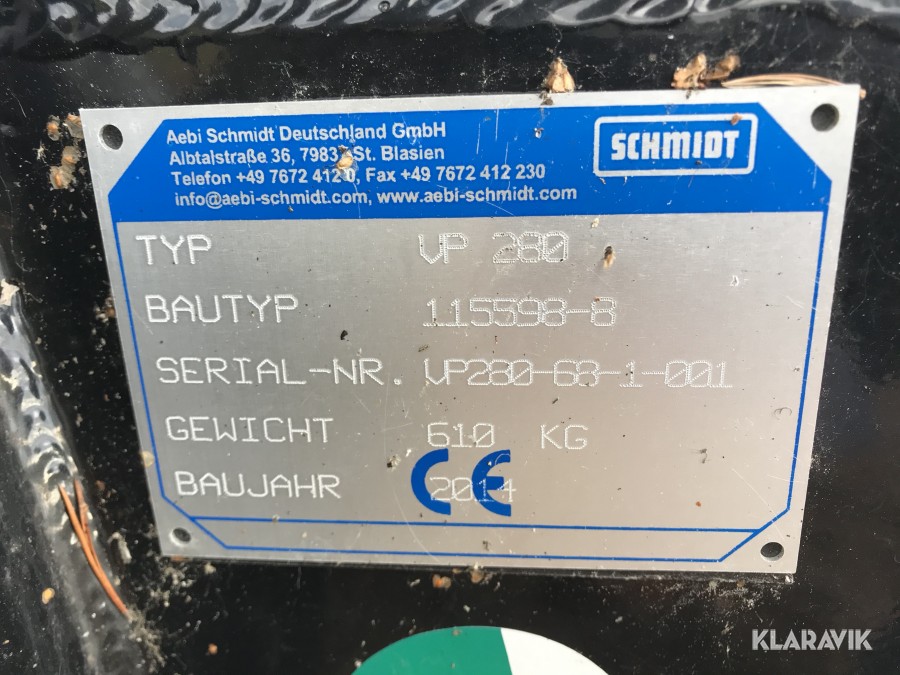 Aebi Schmidt Deutschland GmbH
Albtalstraße 36, St. Blasien
Telefon +49 7672 412 0, Fax +49 7672 412 230
info@aebi-schmidt.com, www.aebi-schmidt.com
SCHMIDT
TYP VP 280
BAUTYP 115598-8
SERIAL-NR. VP280-68-1-001
GEWICHT 610 KG
BAUJAHR 2014
CE
KLARAVIK